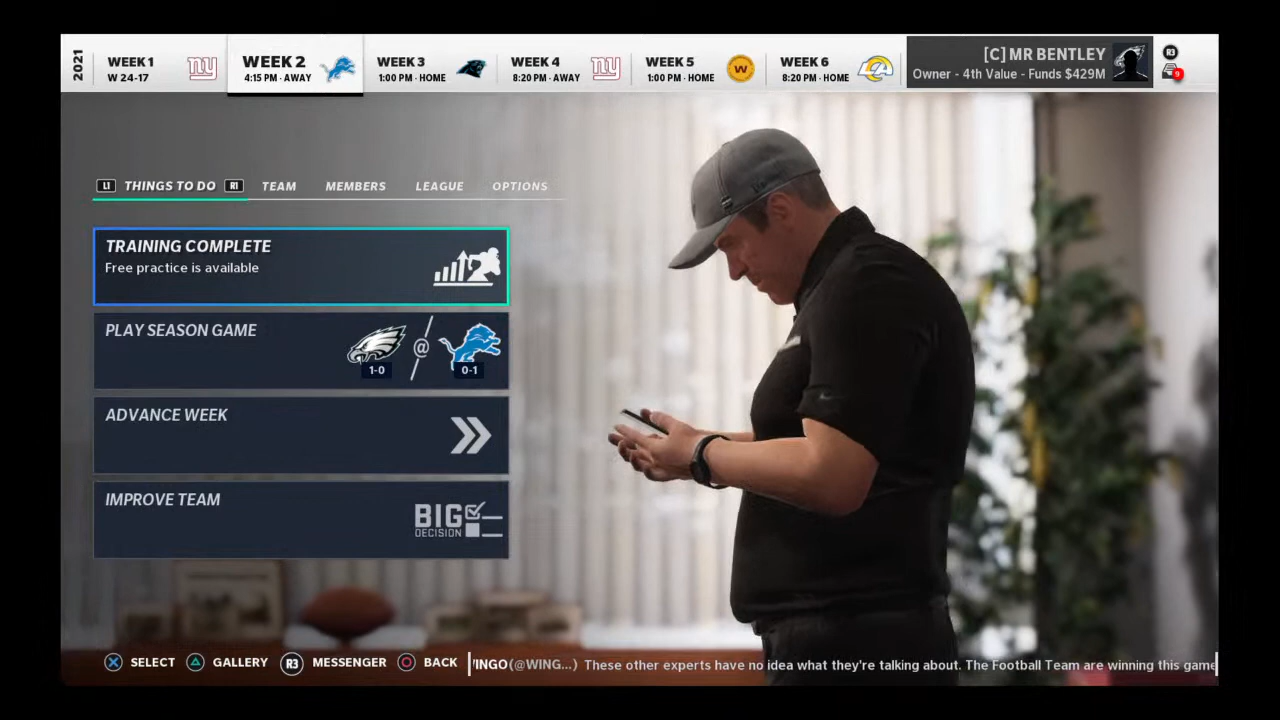 2021
WEEK 1
W 24-17
WEEK 2
4:15 PM · AWAY
WEEK 3
1:00 PM · HOME
WEEK 4
8:20 PM · AWAY
WEEK 5
1:00 PM · HOME
WEEK 6
8:20 PM · HOME
[C] MR BENTLEY
Owner - 4th Value - Funds $429M
R3
9
L1 THINGS TO DO R1 TEAM MEMBERS LEAGUE OPTIONS
TRAINING COMPLETE
Free practice is available
PLAY SEASON GAME
@
1-0
0-1
ADVANCE WEEK
IMPROVE TEAM
BIG
DECISION
SELECT GALLERY R3 MESSENGER BACK
INGO(@WING...) These other experts have no idea what they're talking about. The Football Team are winning this game